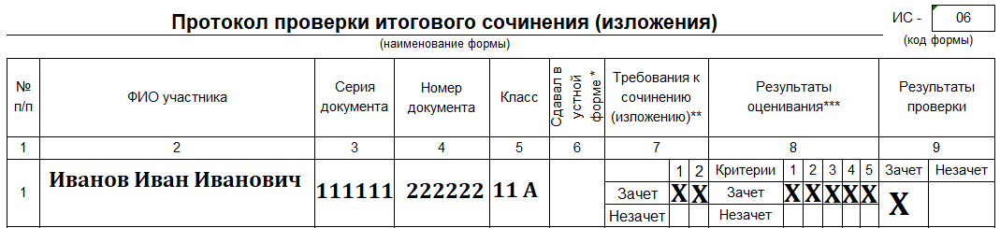 Протокол проверки итогового сочинения (изложения)
ИС - 06
(наименование формы)
(код формы)
№ п/п
ФИО участника
Серия документа
Номер документа
Класс
Сдавал в устной форме *
Требования к сочинению (изложению)**
Результаты оценивания***
Результаты проверки
1 2 3 4 5 6 7 8 9
1 Иванов Иван Иванович 111111 222222 11 А
1 2 Критерии 1 2 3 4 5 Зачет Незачет
Зачет X X Зачет X X X X X X
Незачет Незачет